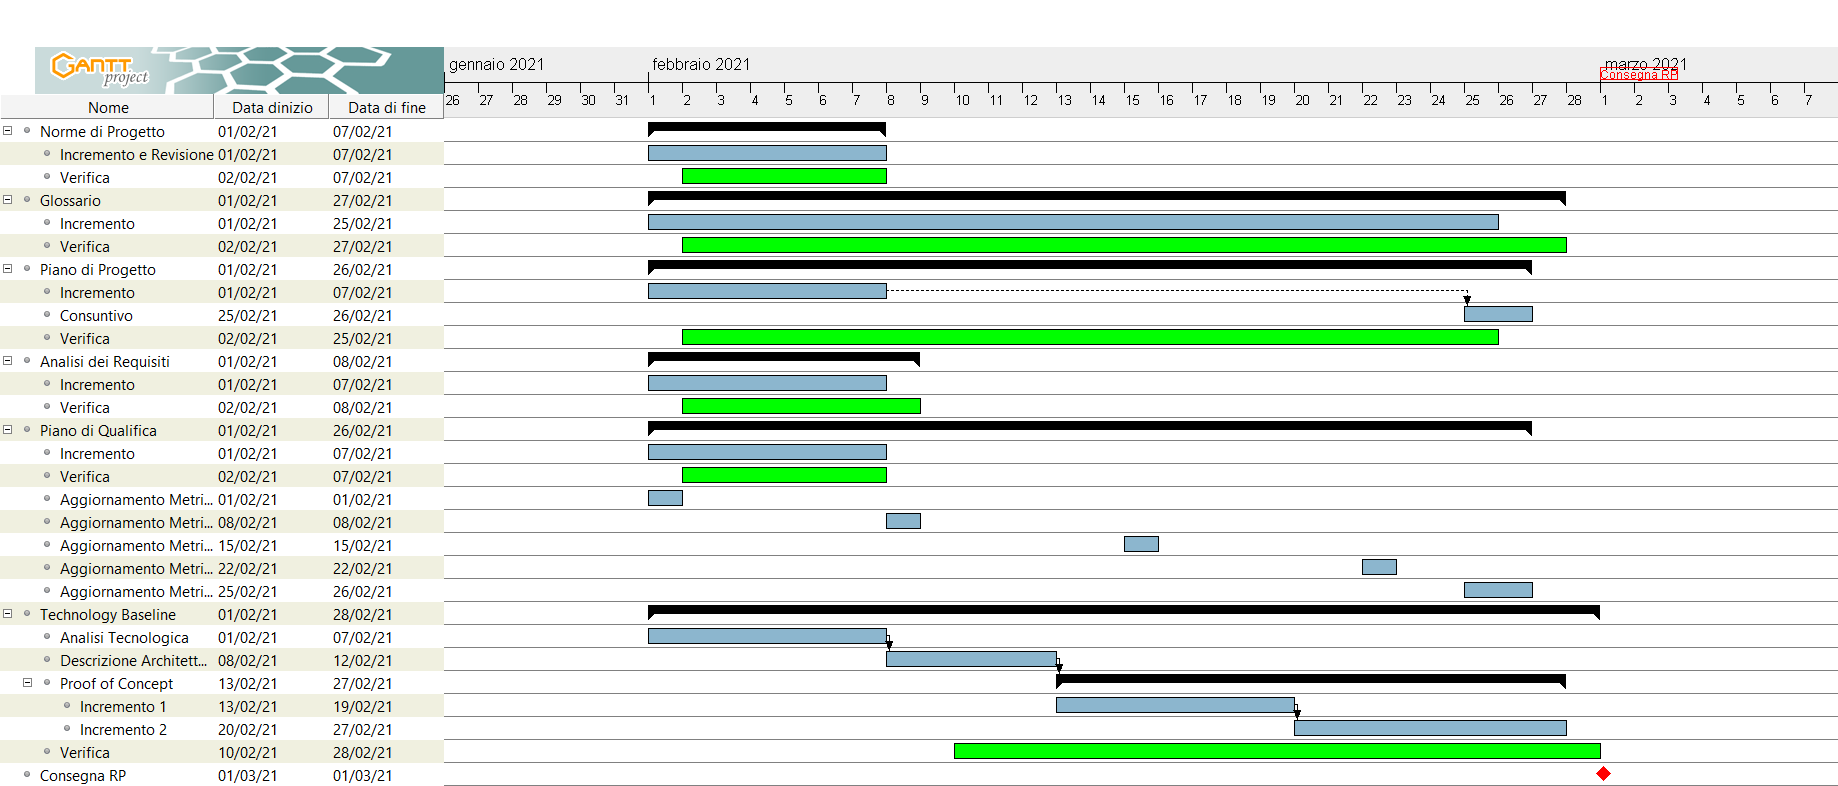 GANTT
project
gennaio 2021 febbraio 2021 marzo 2021
Consegna RP
Nome Data dinizio Data di fine 26 27 28 29 30 31 1 2 3 4 5 6 7 8 9 10 11 12 13 14 15 16 17 18 19 20 21 22 23 24 25 26 27 28 1 2 3 4 5 6 7
Norme di Progetto 01/02/21 07/02/21
Incremento e Revisione 01/02/21 07/02/21
Verifica 02/02/21 07/02/21
Glossario 01/02/21 27/02/21
Incremento 01/02/21 25/02/21
Verifica 02/02/21 27/02/21
Piano di Progetto 01/02/21 26/02/21
Incremento 01/02/21 07/02/21
Consuntivo 25/02/21 26/02/21
Verifica 02/02/21 25/02/21
Analisi dei Requisiti 01/02/21 08/02/21
Incremento 01/02/21 07/02/21
Verifica 02/02/21 08/02/21
Piano di Qualifica 01/02/21 26/02/21
Incremento 01/02/21 07/02/21
Verifica 02/02/21 07/02/21
Aggiornamento Metri... 01/02/21 01/02/21
Aggiornamento Metri... 08/02/21 08/02/21
Aggiornamento Metri... 15/02/21 15/02/21
Aggiornamento Metri... 22/02/21 22/02/21
Aggiornamento Metri... 25/02/21 26/02/21
Technology Baseline 01/02/21 28/02/21
Analisi Tecnologica 01/02/21 07/02/21
Descrizione Architett... 08/02/21 12/02/21
Proof of Concept 13/02/21 27/02/21
Incremento 1 13/02/21 19/02/21
Incremento 2 20/02/21 27/02/21
Verifica 10/02/21 28/02/21
Consegna RP 01/03/21 01/03/21